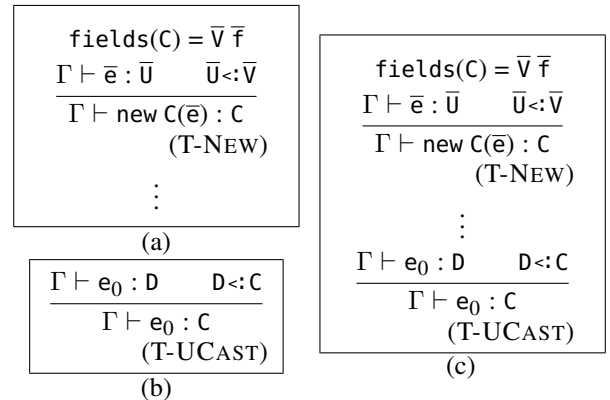 fields(C) = V̅ f̅
Γ ⊢ e̅ : U̅ U̅<:V̅
Γ ⊢ new C(e̅) : C
(T-NEW)
⋮
(a)
Γ ⊢ e₀ : D D<:C
Γ ⊢ e₀ : C
(T-UCAST)
(b)
fields(C) = V̅ f̅
Γ ⊢ e̅ : U̅ U̅<:V̅
Γ ⊢ new C(e̅) : C
(T-NEW)
⋮
Γ ⊢ e₀ : D D<:C
Γ ⊢ e₀ : C
(T-UCAST)
(c)